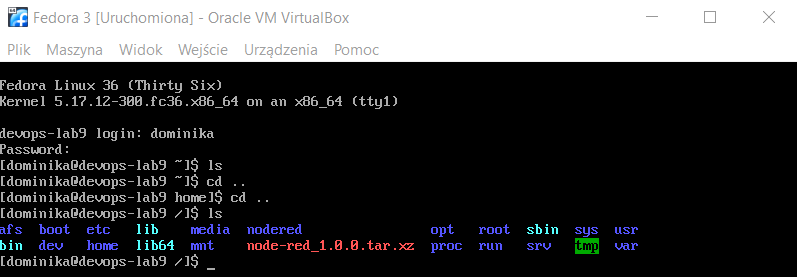 Fedora 3 [Uruchomiona] - Oracle VM VirtualBox
Plik Maszyna Widok Wejście Urządzenia Pomoc
Fedora Linux 36 (Thirty Six)
Kernel 5.17.12-300.fc36.x86_64 on an x86_64 (tty1)
devops-lab9 login: dominika
Password:
[dominika@devops-lab9 ~]$ ls
[dominika@devops-lab9 ~]$ cd ..
[dominika@devops-lab9 home]$ cd ..
[dominika@devops-lab9 /]$ ls
afs boot etc lib media nodered opt root sbin sys usr
bin dev home lib64 mnt node-red_1.0.0.tar.xz proc run srv tmp var
[dominika@devops-lab9 /]$ _